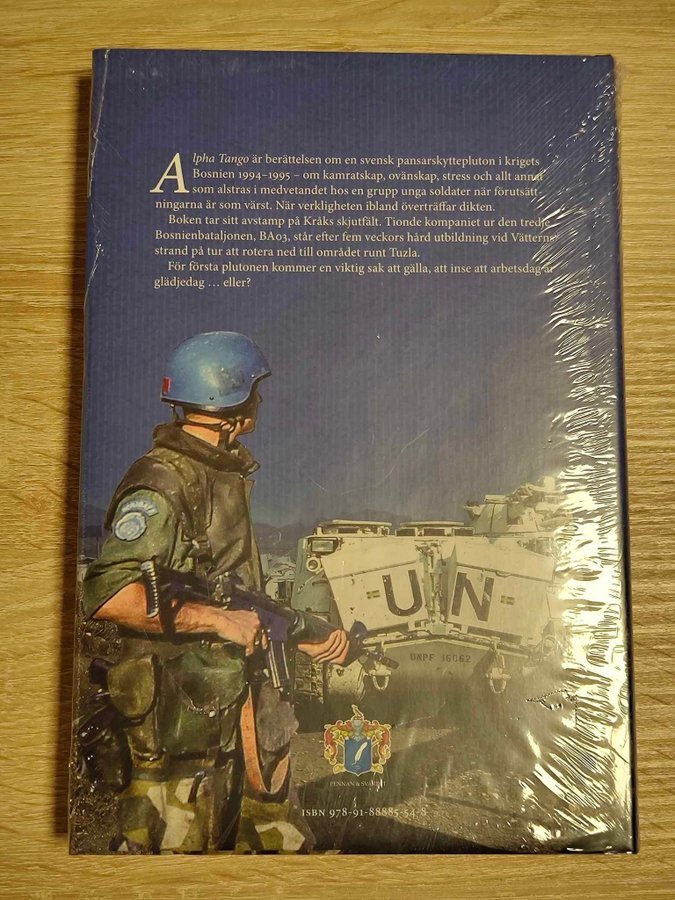 Alpha Tango är berättelsen om en svensk pansarskyttepluton i krigets
Bosnien 1994–1995 – om kamratskap, ovänskap, stress och allt annat
som alstras i medvetandet hos en grupp unga soldater när förutsätt-
ningarna är som värst. När verkligheten ibland överträffar dikten.
Boken tar sitt avstamp på Kråks skjutfält. Tionde kompaniet ur den tredje
Bosnienbataljonen, BA03, står efter fem veckors hård utbildning vid Vätterns
strand på tur att rotera ned till området runt Tuzla.
För första plutonen kommer en viktig sak att gälla, att inse att arbetsdag är
glädjedag … eller?
UN
UNPF 16062
PENNAN & SVÄRDET
ISBN 978-91-88885-54-8